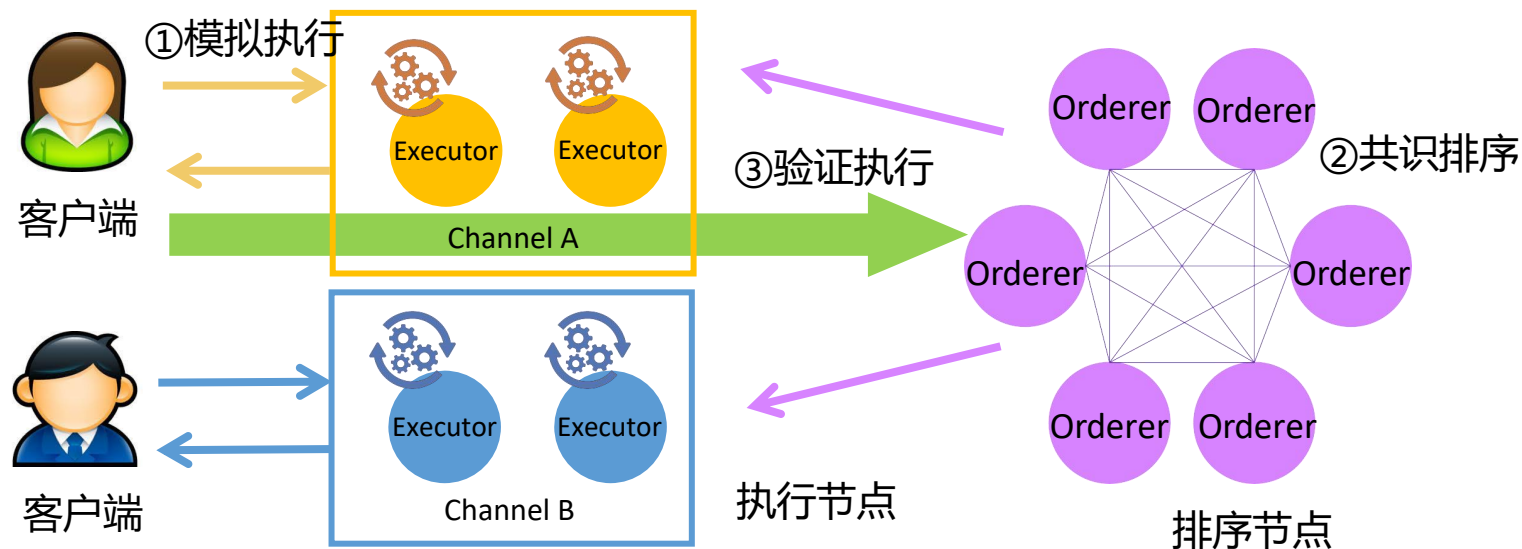 ①模拟执行
Executor
Executor
Channel A
客户端
③验证执行
Orderer
Orderer
②共识排序
Orderer
Orderer
Orderer
Orderer
排序节点
Executor
Executor
Channel B
客户端
执行节点